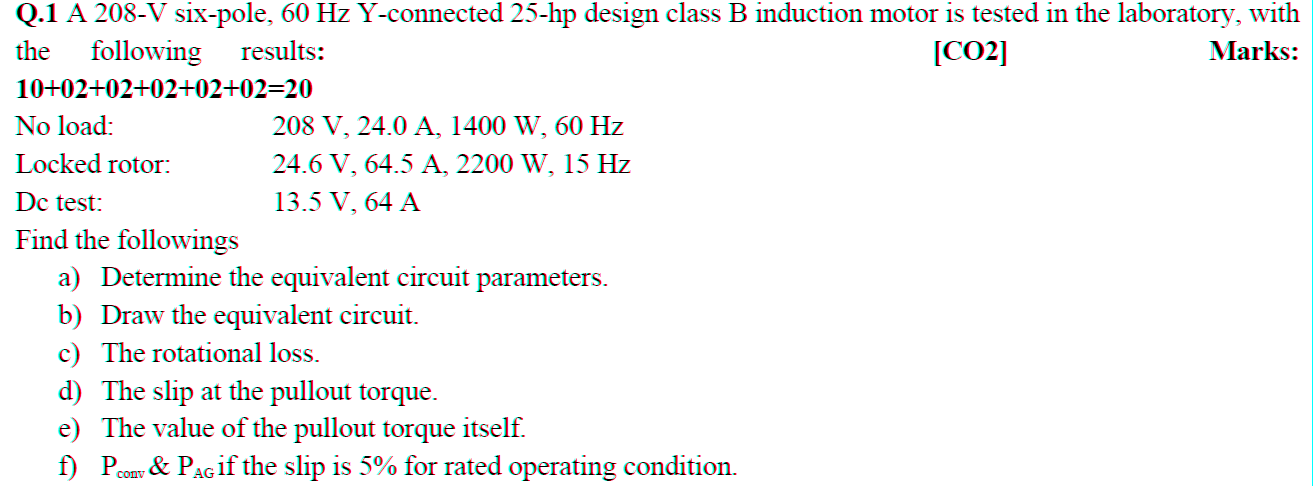 Q.1 A 208-V six-pole, 60 Hz Y-connected 25-hp design class B induction motor is tested in the laboratory, with
the following results: [CO2] Marks:
10+02+02+02+02+02=20
No load: 208 V, 24.0 A, 1400 W, 60 Hz
Locked rotor: 24.6 V, 64.5 A, 2200 W, 15 Hz
Dc test: 13.5 V, 64 A
Find the followings
a) Determine the equivalent circuit parameters.
b) Draw the equivalent circuit.
c) The rotational loss.
d) The slip at the pullout torque.
e) The value of the pullout torque itself.
f) Pconv & PAG if the slip is 5% for rated operating condition.